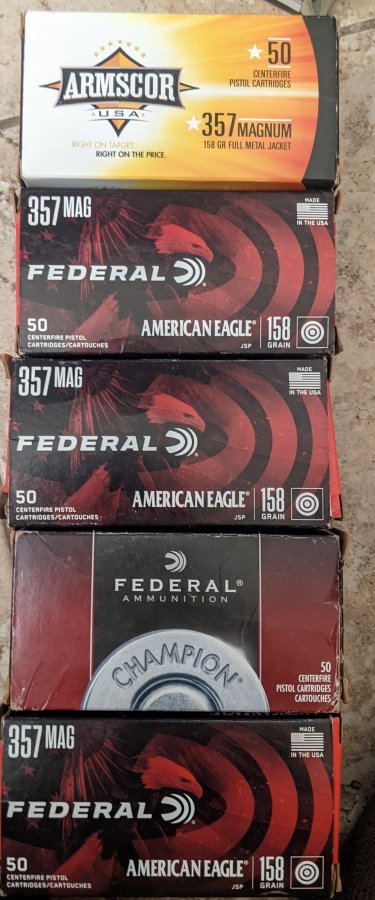 ARMSCOR
USA
RIGHT ON TARGET.
RIGHT ON THE PRICE.
50
CENTERFIRE
PISTOL CARTRIDGES
357 MAGNUM
158 GR FULL METAL JACKET
357 MAG
MADE
IN THE USA
FEDERAL®
50
CENTERFIRE PISTOL
CARTRIDGES/CARTOUCHES
AMERICAN EAGLE®
JSP
158
GRAIN
357 MAG
MADE
IN THE USA
FEDERAL®
50
CENTERFIRE PISTOL
CARTRIDGES/CARTOUCHES
AMERICAN EAGLE®
JSP
158
GRAIN
FEDERAL®
AMMUNITION
CHAMPION®
50
CENTERFIRE
PISTOL CARTRIDGES
CARTOUCHES
357 MAG
MADE
IN THE USA
FEDERAL®
50
CENTERFIRE PISTOL
CARTRIDGES/CARTOUCHES
AMERICAN EAGLE®
JSP
158
GRAIN